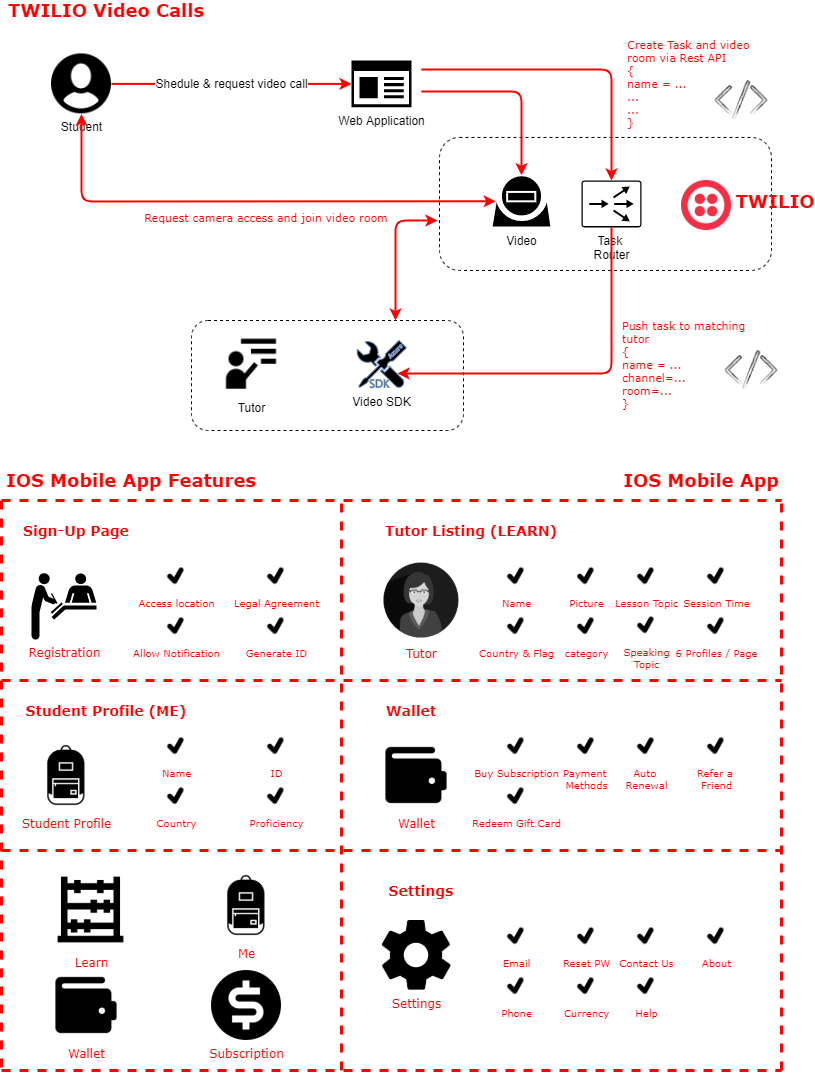 TWILIO Video Calls
Create Task and video
room via Rest API
{
name = ...
...
...
}
Shedule & request video call
Student
Web Application
TWILIO
Request camera access and join video room
Video
Task
Router
Push task to matching
tutor
{
name = ...
channel=...
room=...
}
Azure
SDK
Tutor
Video SDK
IOS Mobile App Features
IOS Mobile App
Sign-Up Page
Access location
Legal Agreement
Registration
Allow Notification
Generate ID
Tutor Listing (LEARN)
Name
Picture
Lesson Topic
Session Time
Tutor
Country & Flag
category
Speaking
Topic
6 Profiles / Page
Student Profile (ME)
Name
ID
Student Profile
Country
Proficiency
Wallet
Buy Subscription
Payment
Methods
Auto
Renewal
Refer a
Friend
Wallet
Redeem Gift Card
Learn
Me
Wallet
Subscription
Settings
Email
Reset PW
Contact Us
About
Settings
Phone
Currency
Help